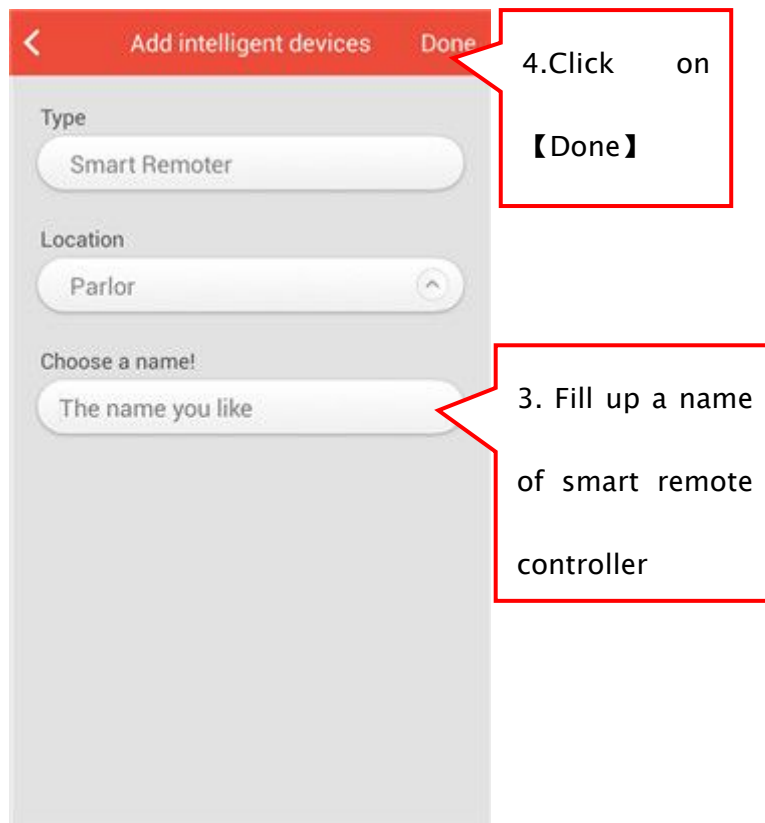 Add intelligent devices Done
4.Click on
【Done】
Type
Smart Remoter
Location
Parlor
Choose a name!
The name you like
3. Fill up a name
of smart remote
controller